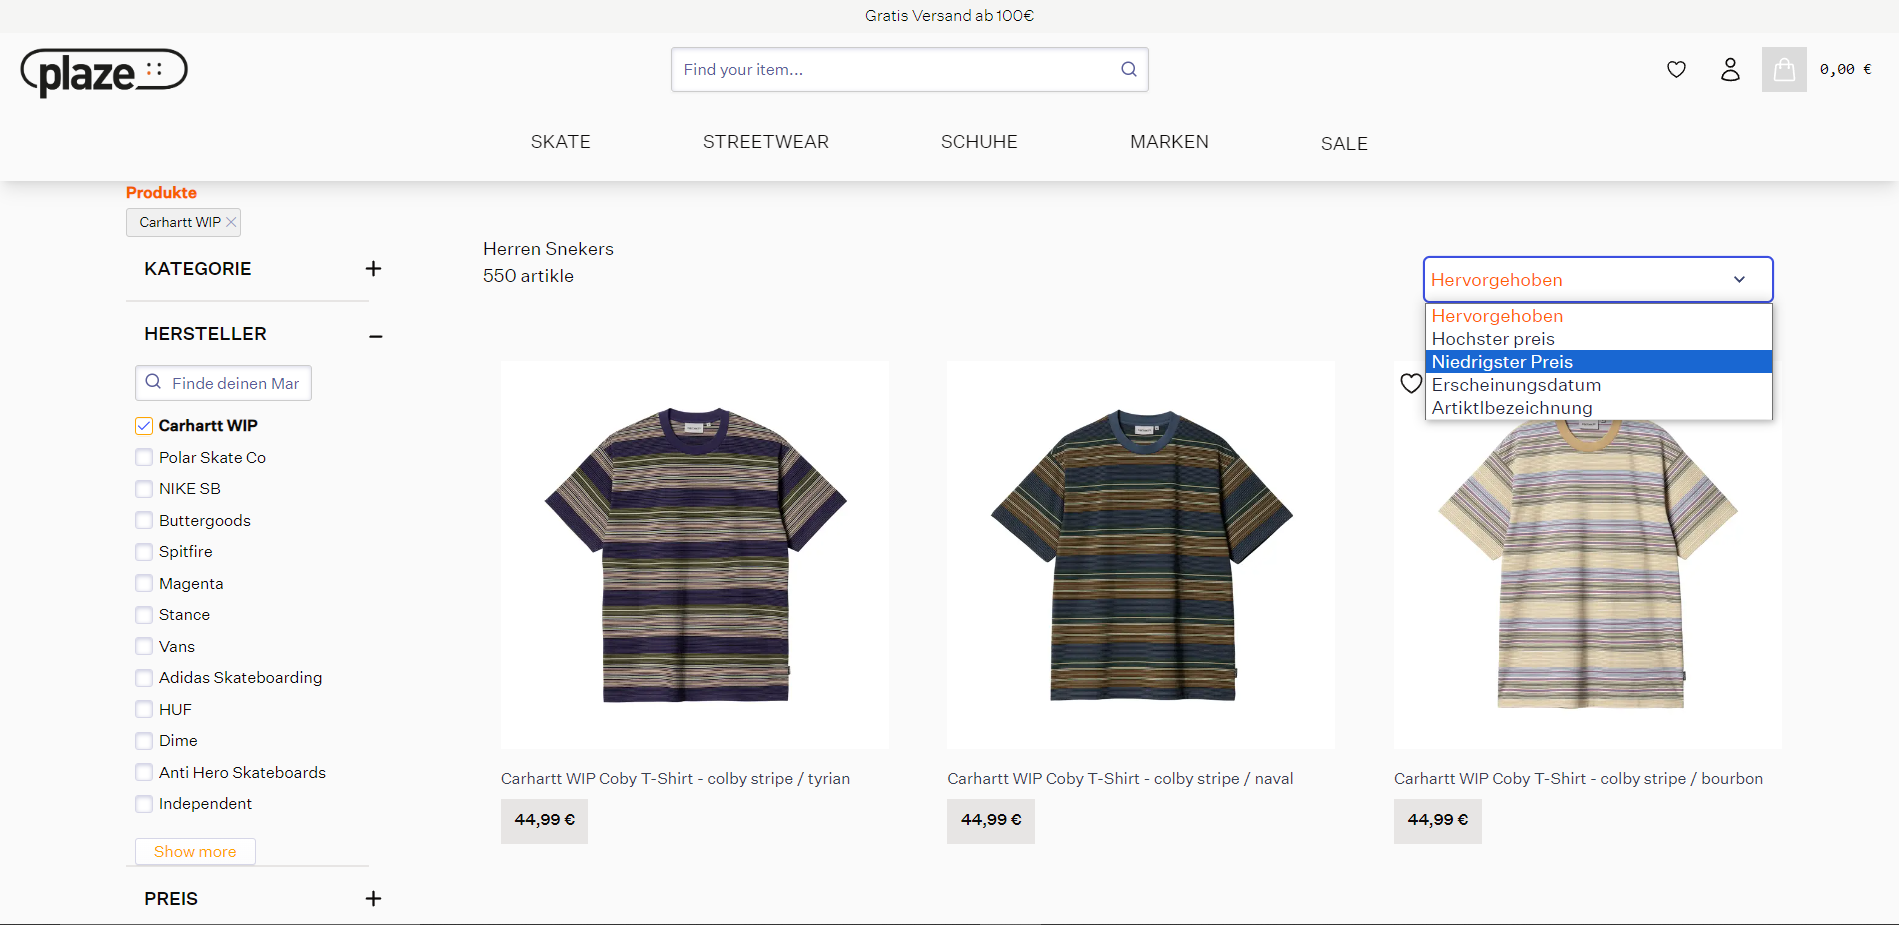 Gratis Versand ab 100€
plaze
Find your item...
0,00 €
SKATE
STREETWEAR
SCHUHE
MARKEN
SALE
Produkte
Carhartt WIP
KATEGORIE
HERSTELLER
Finde deinen Mar
Carhartt WIP
Polar Skate Co
NIKE SB
Buttergoods
Spitfire
Magenta
Stance
Vans
Adidas Skateboarding
HUF
Dime
Anti Hero Skateboards
Independent
Show more
PREIS
Herren Snekers
550 artikle
Hervorgehoben
Hervorgehoben
Hochster preis
Niedrigster Preis
Erscheinungsdatum
Artiktlbezeichnung
Carhartt WIP Coby T-Shirt - colby stripe / tyrian
44,99 €
Carhartt WIP Coby T-Shirt - colby stripe / naval
44,99 €
Carhartt WIP Coby T-Shirt - colby stripe / bourbon
44,99 €